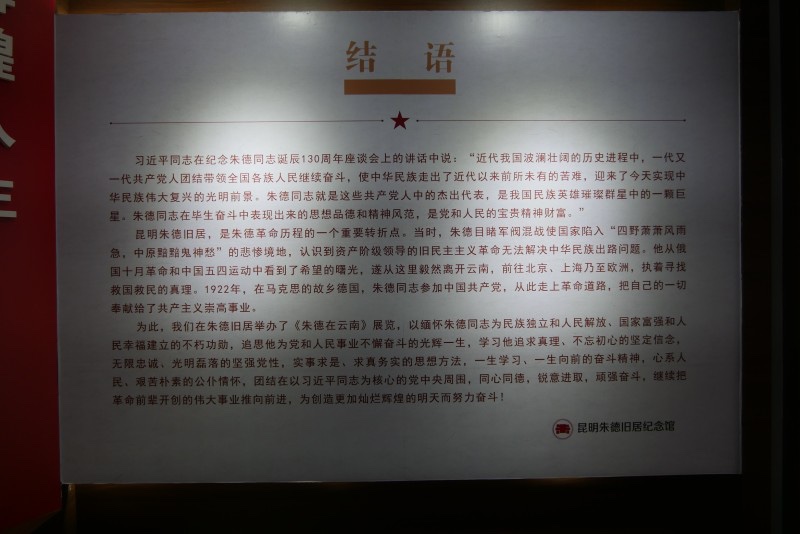 结 语
习近平同志在纪念朱德同志诞辰130周年座谈会上的讲话中说：“近代我国波澜壮阔的历史进程中，一代又
一代共产党人团结带领全国各族人民继续奋斗，使中华民族走出了近代以来前所未有的苦难，迎来了今天实现中
华民族伟大复兴的光明前景。朱德同志就是这些共产党人中的杰出代表，是我国民族英雄璀璨群星中的一颗巨
星。朱德同志在毕生奋斗中表现出来的思想品德和精神风范，是党和人民的宝贵精神财富。”
昆明朱德旧居，是朱德革命历程的一个重要转折点。当时，朱德目睹军阀混战使国家陷入“四野萧萧风雨
急，中原黯黯鬼神愁”的悲惨境地，认识到资产阶级领导的旧民主主义革命无法解决中华民族出路问题。他从俄
国十月革命和中国五四运动中看到了希望的曙光，遂从这里毅然离开云南，前往北京、上海乃至欧洲，执着寻找
救国救民的真理。1922年，在马克思的故乡德国，朱德同志参加中国共产党，从此走上革命道路，把自己的一切
奉献给了共产主义崇高事业。
为此，我们在朱德旧居举办了《朱德在云南》展览，以缅怀朱德同志为民族独立和人民解放、国家富强和人
民幸福建立的不朽功勋，追思他为党和人民事业不懈奋斗的光辉一生，学习他追求真理、不忘初心的坚定信念，
无限忠诚、光明磊落的坚强党性，实事求是、求真务实的思想方法，一生学习、一生向前的奋斗精神，心系人
民、艰苦朴素的公仆情怀，团结在以习近平同志为核心的党中央周围，同心同德，锐意进取，顽强奋斗，继续把
革命前辈开创的伟大事业推向前进，为创造更加灿烂辉煌的明天而努力奋斗！
昆明朱德旧居纪念馆
煌
人